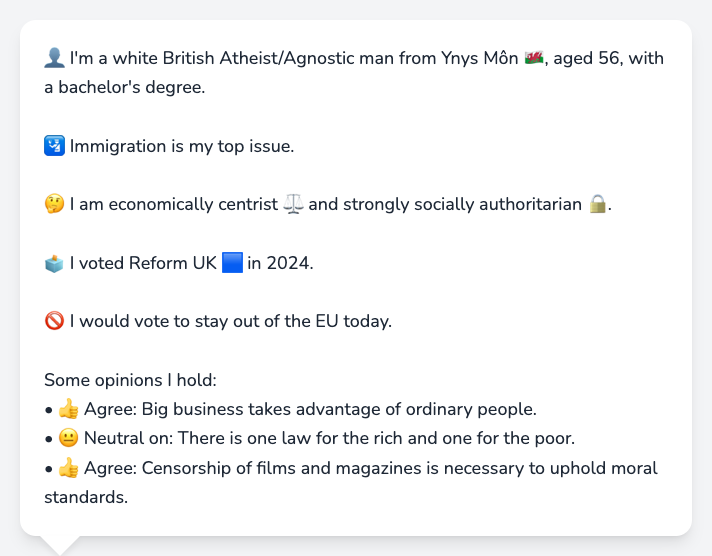 👤 I'm a white British Atheist/Agnostic man from Ynys Môn 🏴󠁧󠁢󠁷󠁬󠁳󠁿, aged 56, with
a bachelor's degree.
🛂 Immigration is my top issue.
🤔 I am economically centrist ⚖️ and strongly socially authoritarian 🔒.
🗳️ I voted Reform UK 🟦 in 2024.
🚫 I would vote to stay out of the EU today.
Some opinions I hold:
• 👍 Agree: Big business takes advantage of ordinary people.
• 😐 Neutral on: There is one law for the rich and one for the poor.
• 👍 Agree: Censorship of films and magazines is necessary to uphold moral
standards.